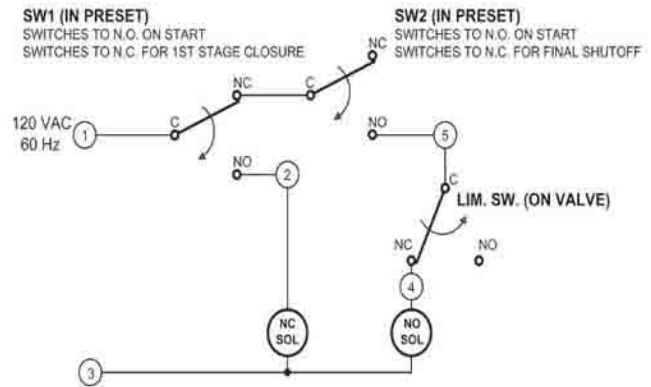 SW1 (IN PRESET)
SWITCHES TO N.O. ON START
SWITCHES TO N.C. FOR 1ST STAGE CLOSURE
SW2 (IN PRESET)
SWITCHES TO N.O. ON START
SWITCHES TO N.C. FOR FINAL SHUTOFF
NC
NC
C
120 VAC
60 Hz
1
C
NO
5
NO
2
C
LIM. SW. (ON VALVE)
NC
NO
4
NC
SOL
NO
SOL
3